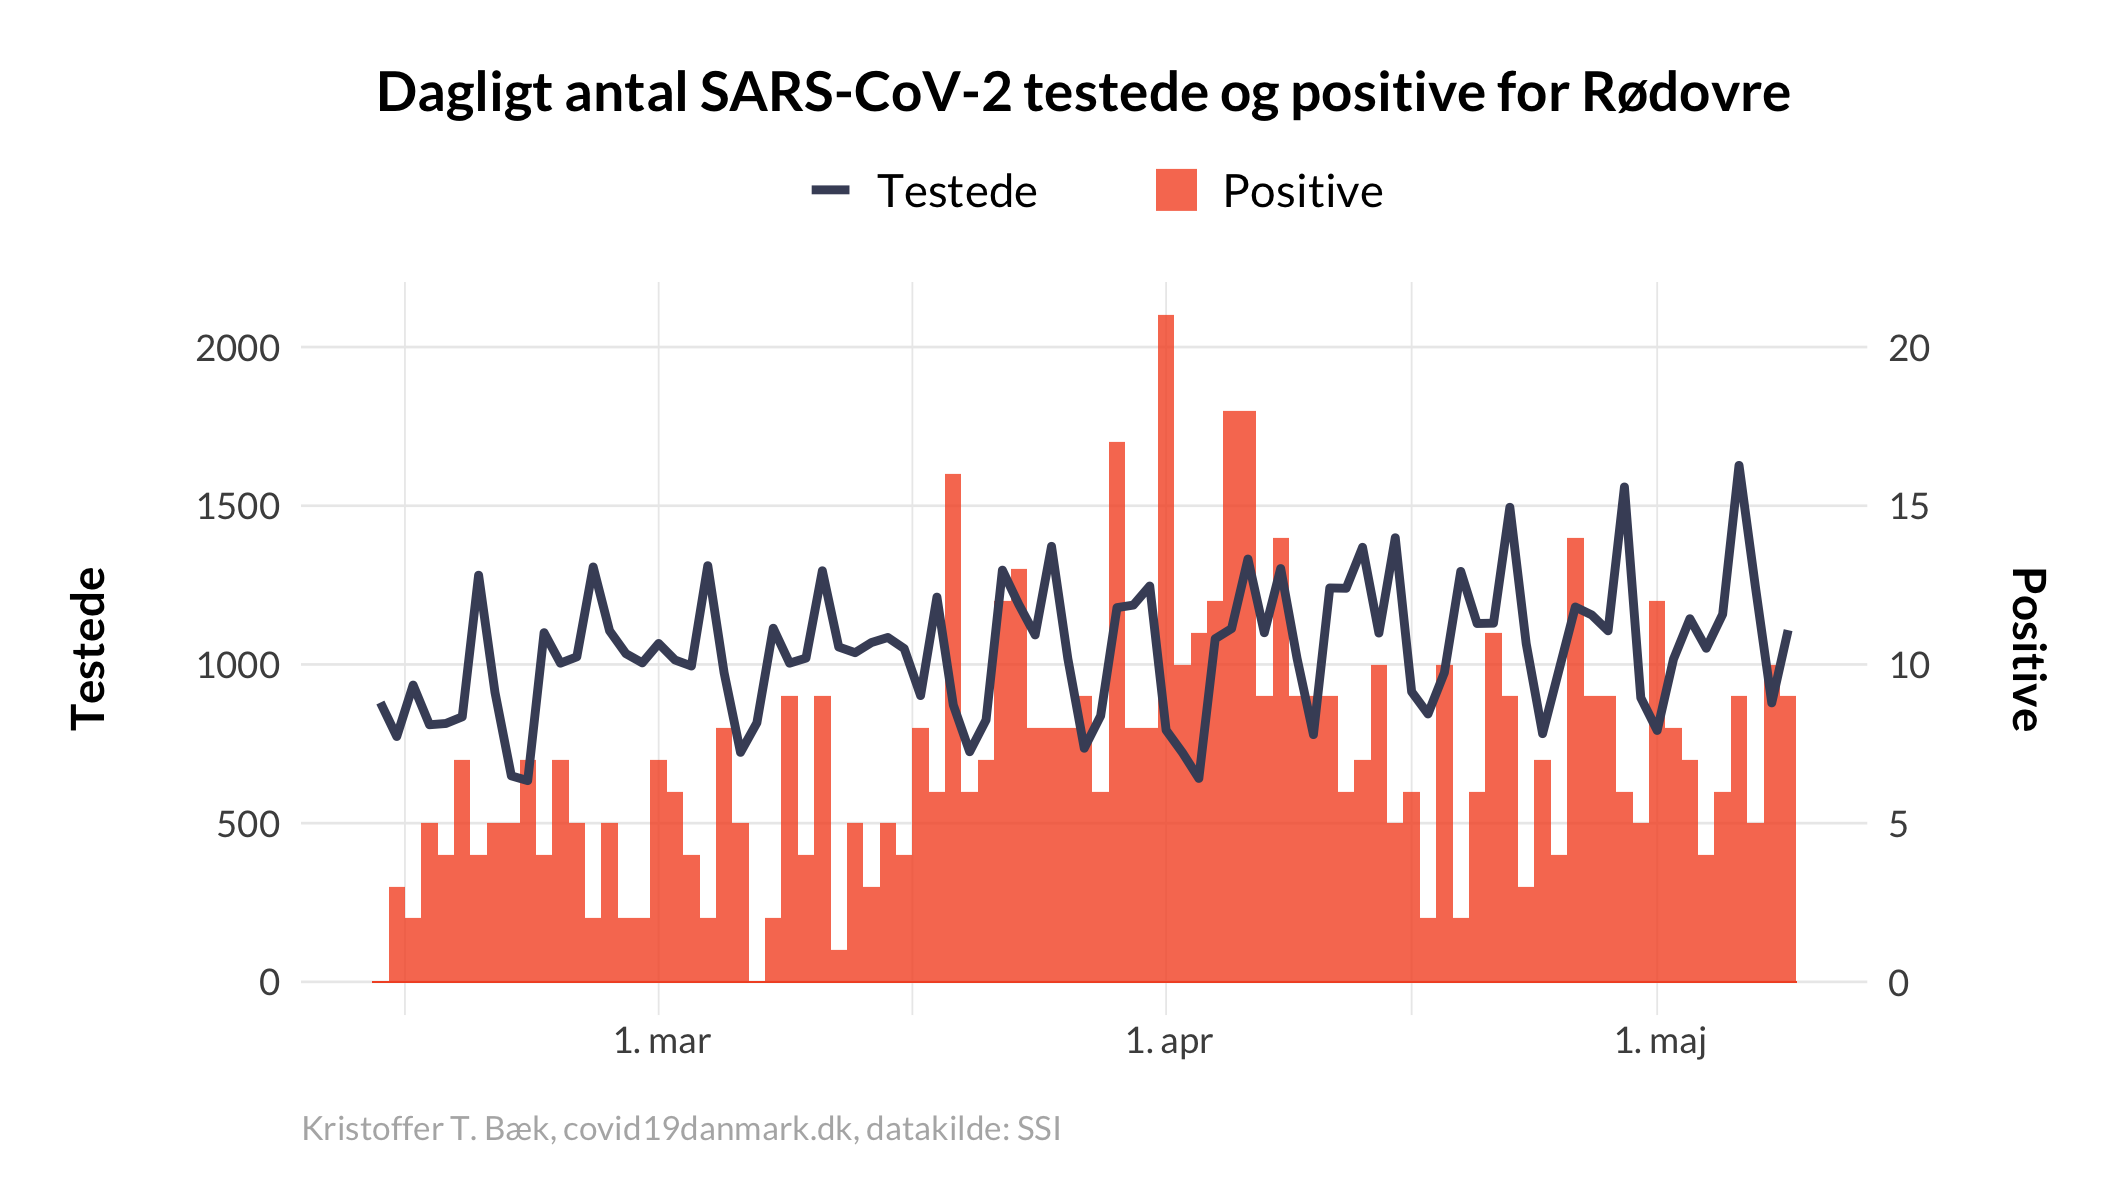 Dagligt antal SARS-CoV-2 testede og positive for Rødovre
Testede
Positive
2000
1500
1000
500
0
20
15
10
5
0
Testede
Positive
1. mar
1. apr
1. maj
Kristoffer T. Bæk, covid19danmark.dk, datakilde: SSI